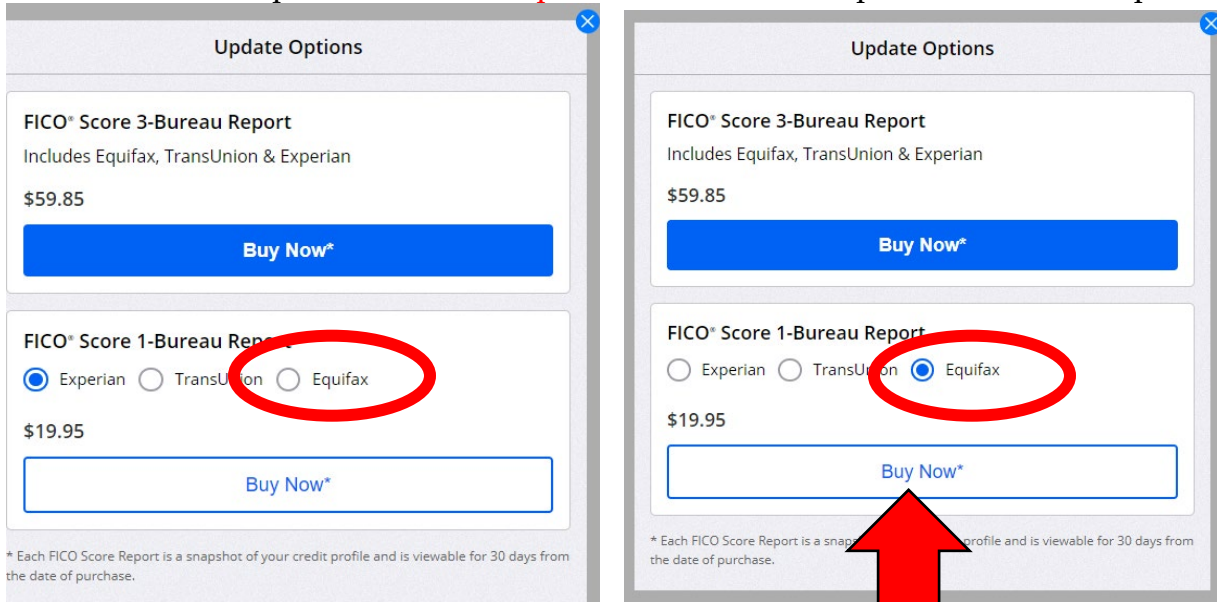 Update Options
FICO® Score 3-Bureau Report
Includes Equifax, TransUnion & Experian
$59.85
Buy Now*
FICO® Score 1-Bureau Report
Experian TransUnion Equifax
$19.95
Buy Now*
* Each FICO Score Report is a snapshot of your credit profile and is viewable for 30 days from
the date of purchase.
Update Options
FICO® Score 3-Bureau Report
Includes Equifax, TransUnion & Experian
$59.85
Buy Now*
FICO® Score 1-Bureau Report
Experian TransUnion Equifax
$19.95
Buy Now*
* Each FICO Score Report is a profile and is viewable for 30 days from
the date of purchase.